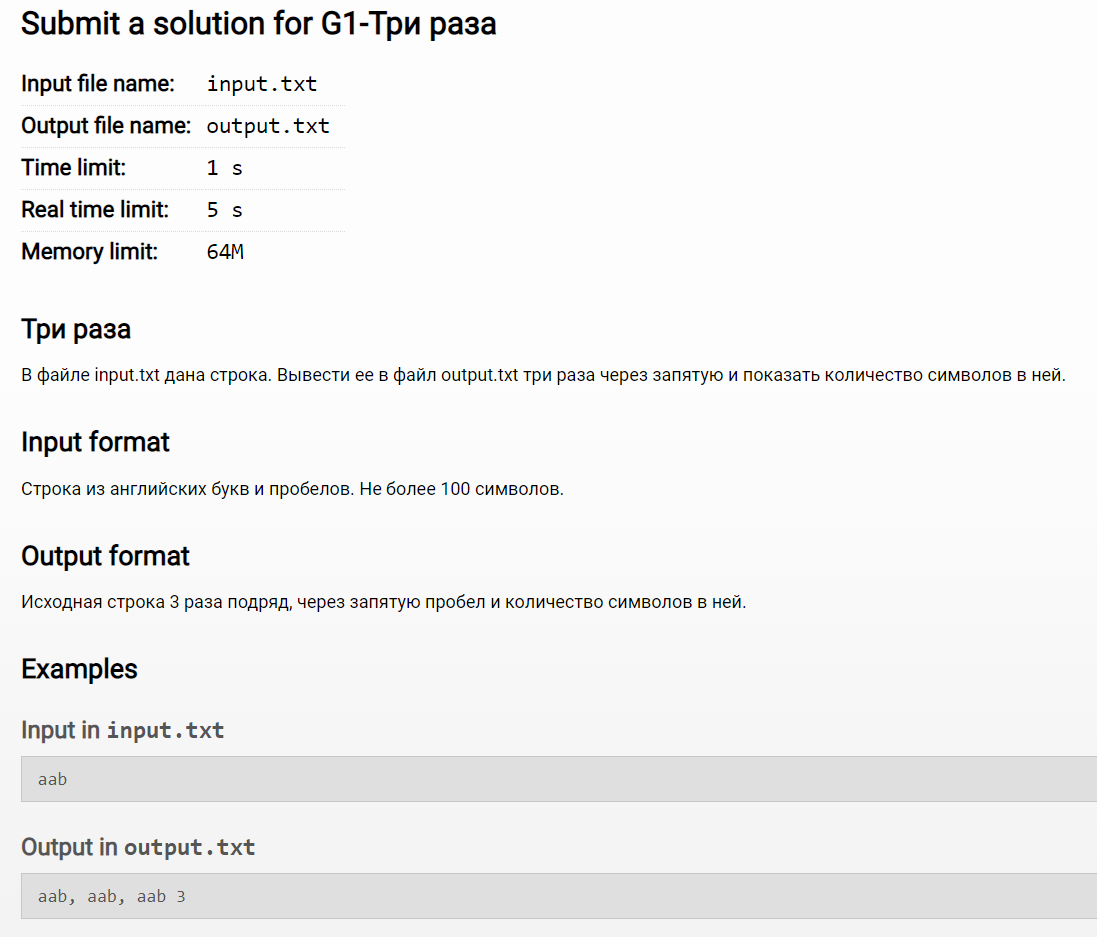 Submit a solution for G1-Три раза
Input file name: input.txt
Output file name: output.txt
Time limit: 1 s
Real time limit: 5 s
Memory limit: 64M
Три раза
В файле input.txt дана строка. Вывести ее в файл output.txt три раза через запятую и показать количество символов в ней.
Input format
Строка из английских букв и пробелов. Не более 100 символов.
Output format
Исходная строка 3 раза подряд, через запятую пробел и количество символов в ней.
Examples
Input in input.txt
aab
Output in output.txt
aab, aab, aab 3